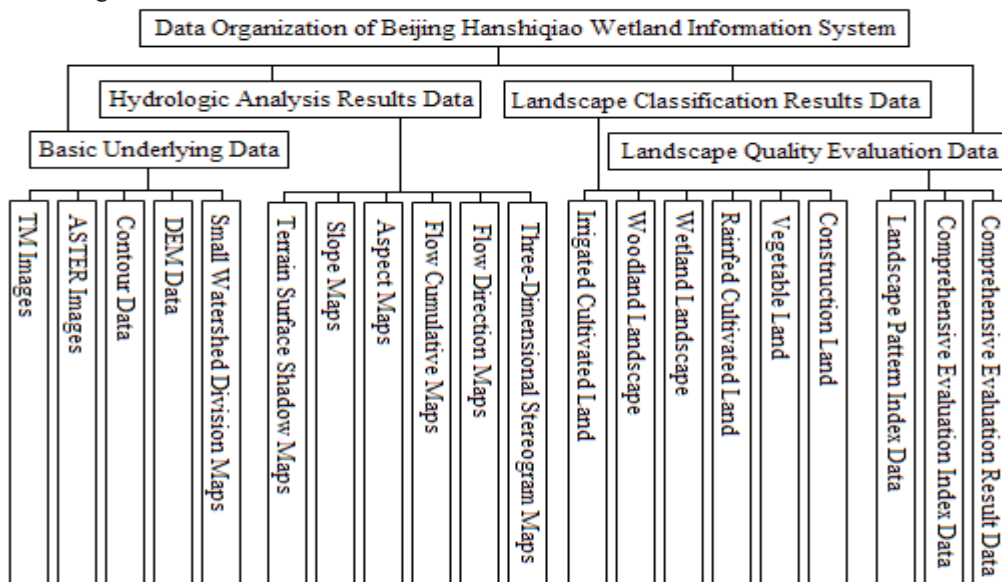 Data Organization of Beijing Hanshiqiao Wetland Information System
Hydrologic Analysis Results Data
Landscape Classification Results Data
Basic Underlying Data
Landscape Quality Evaluation Data
TM Images
ASTER Images
Contour Data
DEM Data
Small Watershed Division Maps
Terrain Surface Shadow Maps
Slope Maps
Aspect Maps
Flow Cumulative Maps
Flow Direction Maps
Three-Dimensional Stereogram Maps
Irrigated Cultivated Land
Woodland Landscape
Wetland Landscape
Rainfed Cultivated Land
Vegetable Land
Construction Land
Landscape Pattern Index Data
Comprehensive Evaluation Index Data
Comprehensive Evaluation Result Data